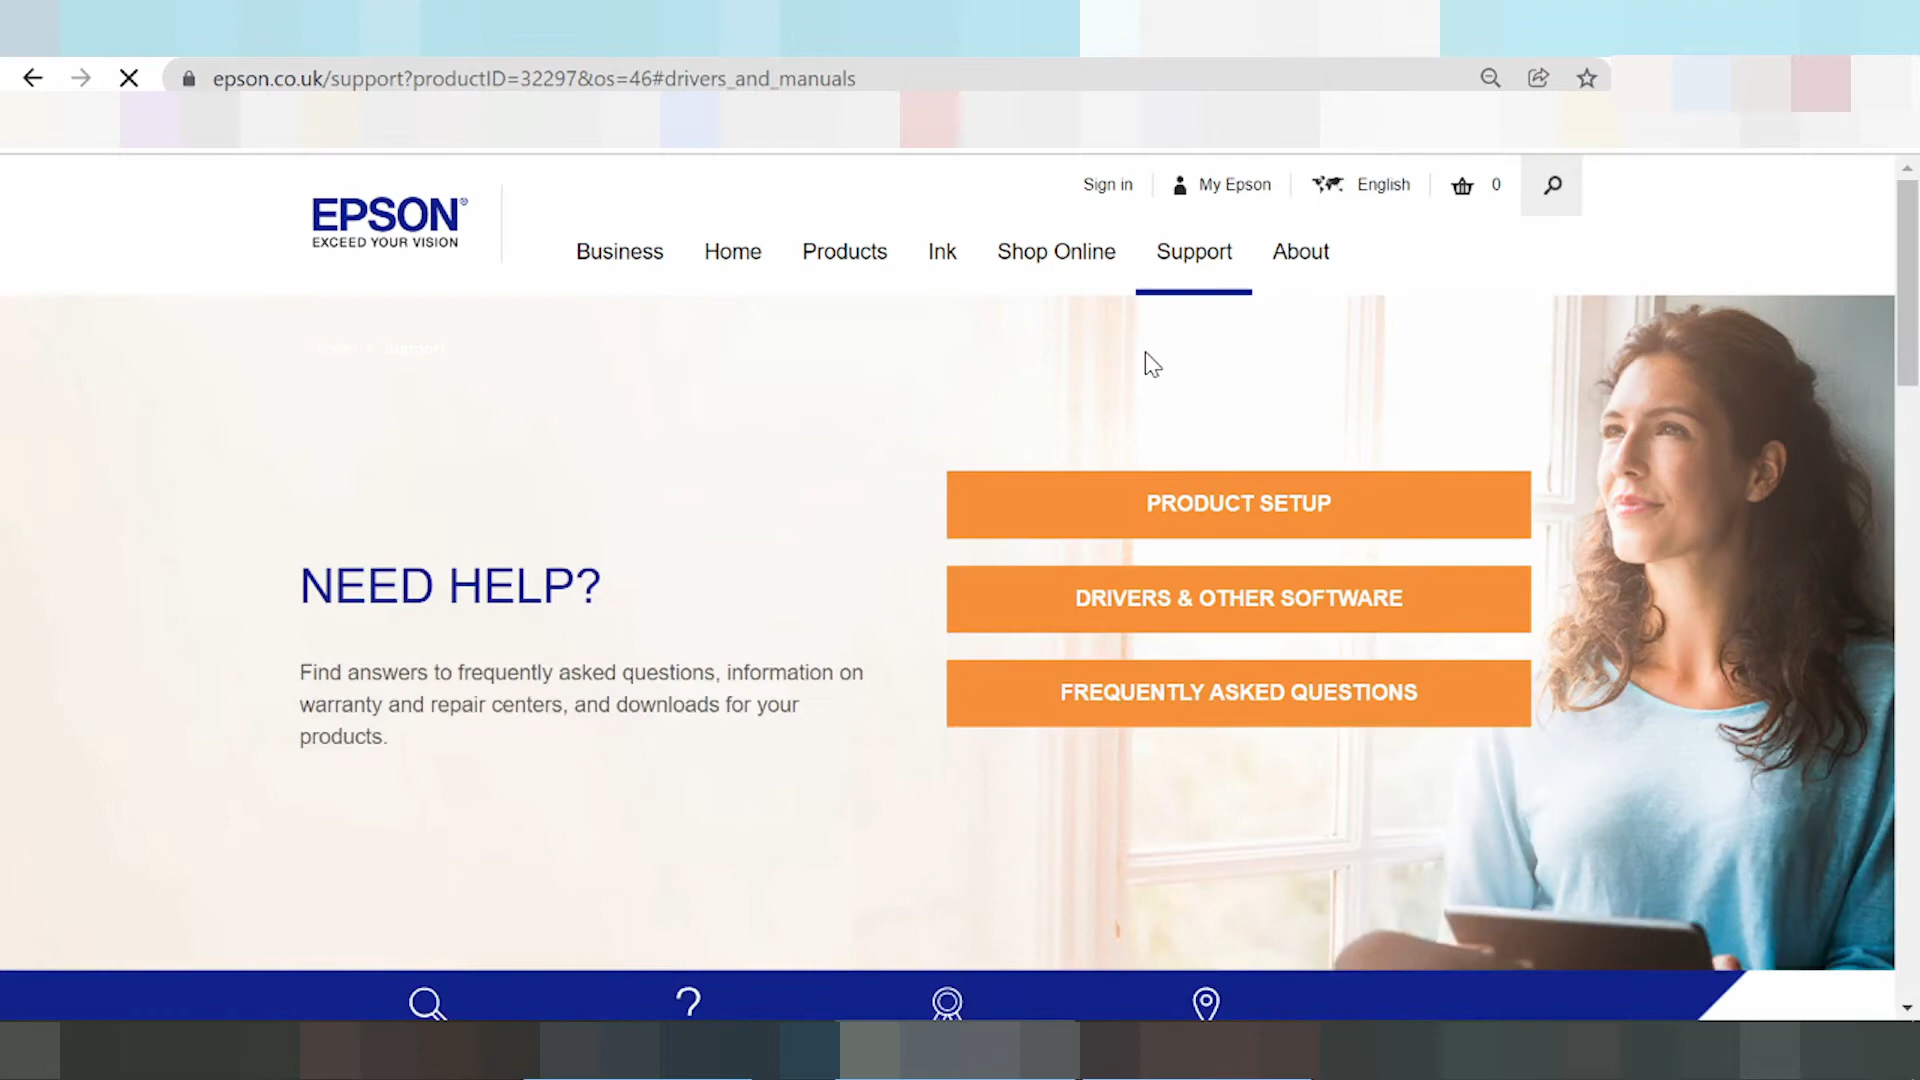 epson.co.uk/support?productID=32297&os=46#drivers_and_manuals
Sign in
My Epson
English
0
EPSON®
EXCEED YOUR VISION
Business
Home
Products
Ink
Shop Online
Support
About
Support
PRODUCT SETUP
DRIVERS & OTHER SOFTWARE
FREQUENTLY ASKED QUESTIONS
NEED HELP?
Find answers to frequently asked questions, information on
warranty and repair centers, and downloads for your
products.